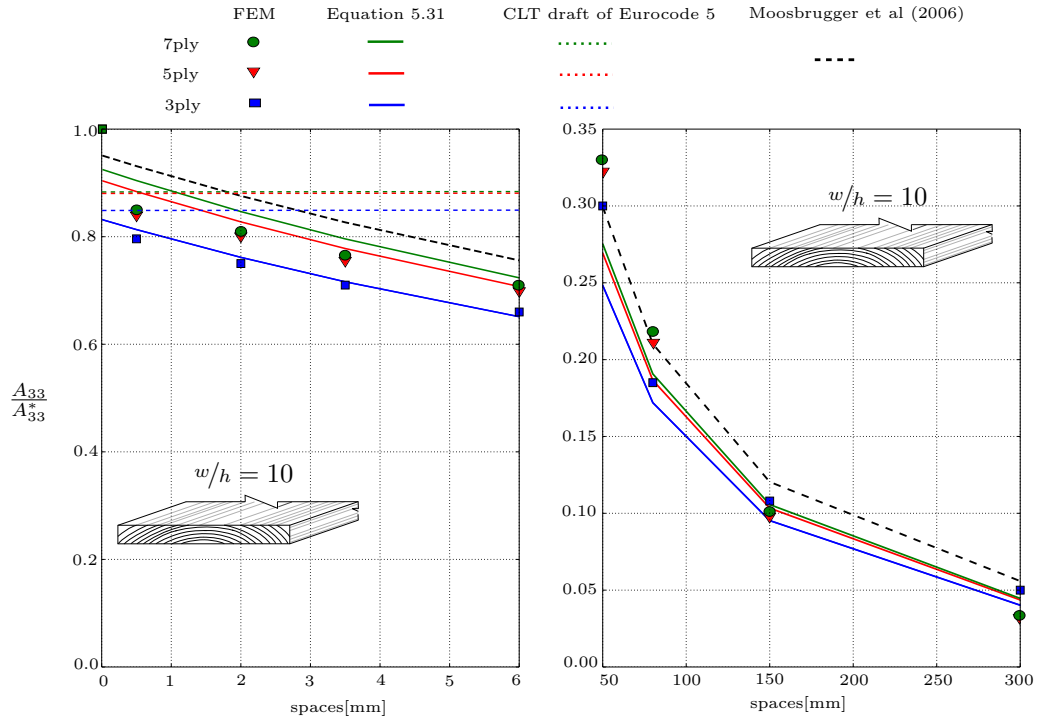 FEM Equation 5.31 CLT draft of Eurocode 5 Moosbrugger et al (2006)
7ply
5ply
3ply
1.0
0.8
0.6
0.4
0.2
0.0
A33
A*33
w/h = 10
0 1 2 3 4 5 6
spaces[mm]
0.35
0.30
0.25
0.20
0.15
0.10
0.05
0.00
w/h = 10
50 100 150 200 250 300
spaces[mm]